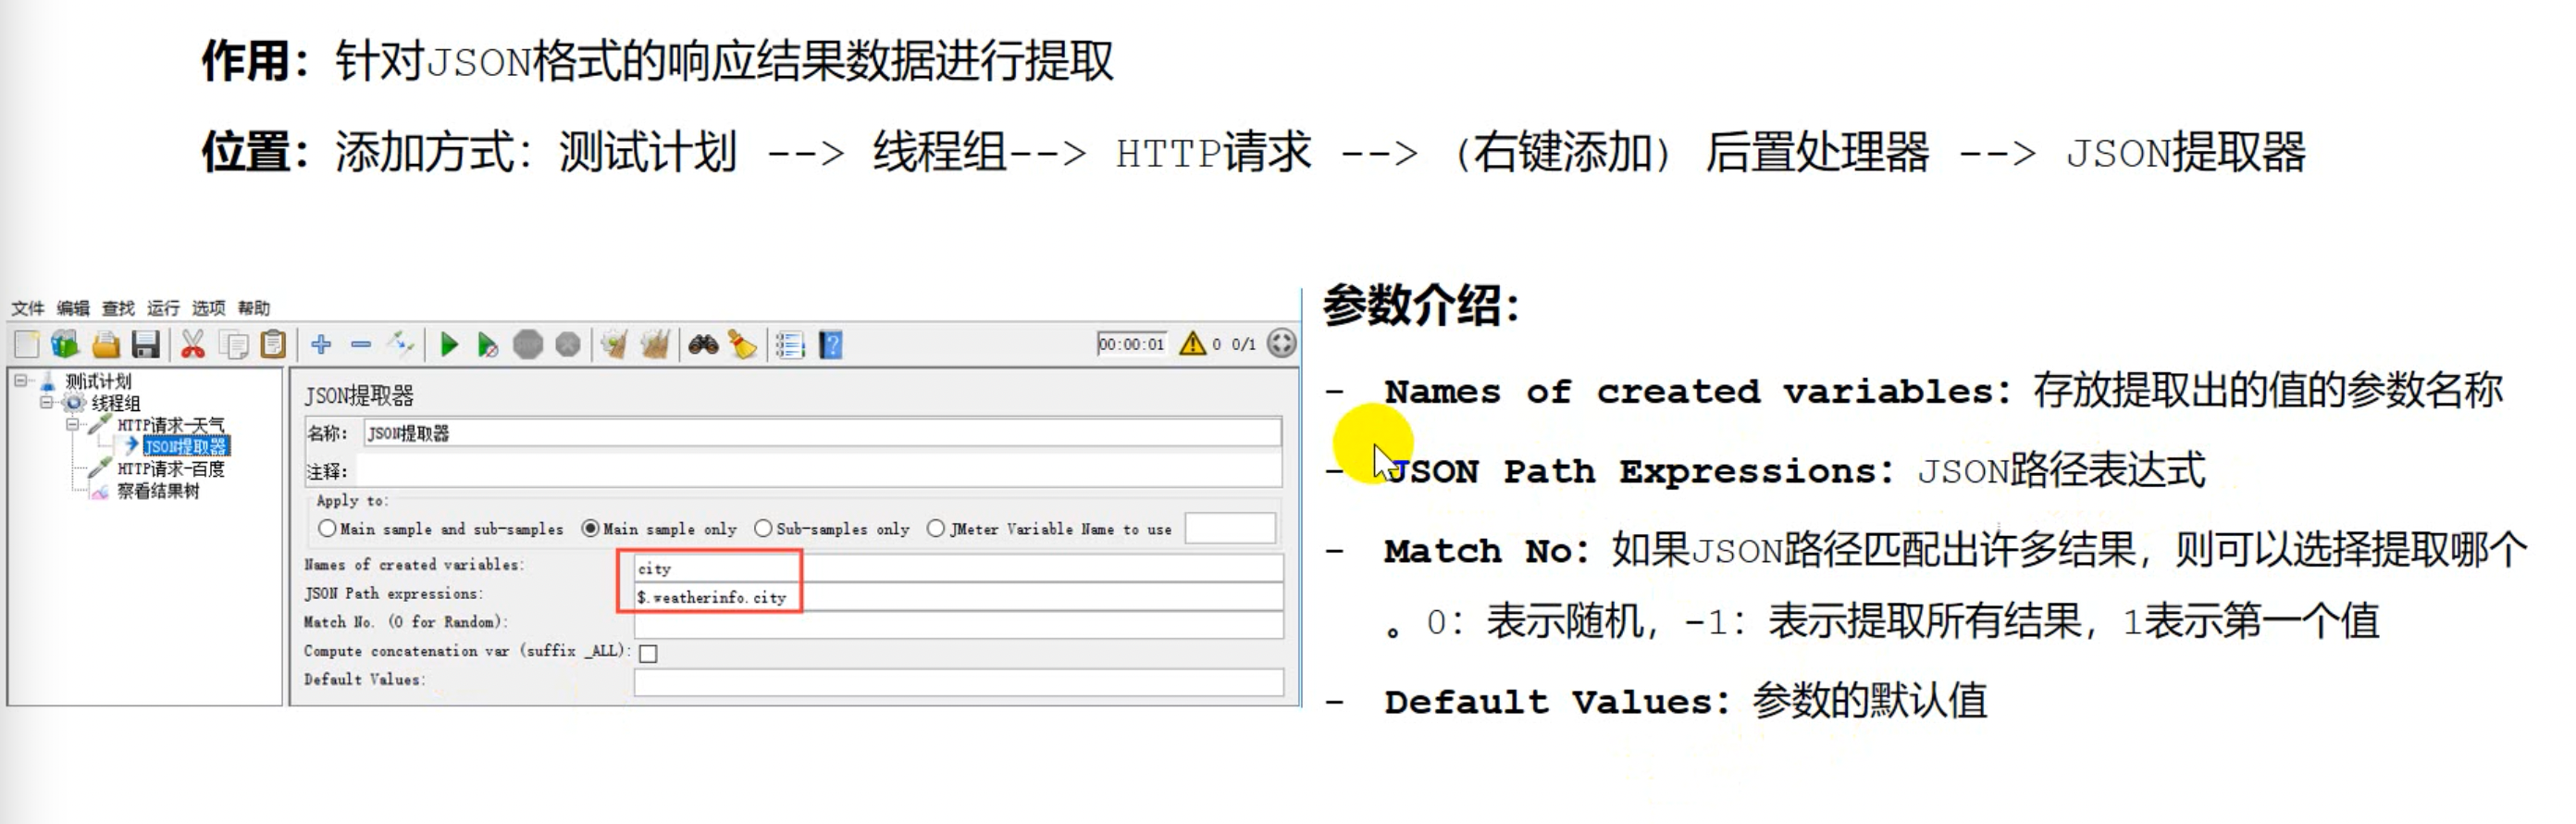 作用：针对JSON格式的响应结果数据进行提取
位置：添加方式：测试计划 --> 线程组--> HTTP请求 --> （右键添加） 后置处理器 --> JSON提取器
文件 编辑 查找 运行 选项 帮助
00:00:01 0 0/1
测试计划
线程组
HTTP请求-天气
JSON提取器
HTTP请求-百度
察看结果树
JSON提取器
名称： JSON提取器
注释：
Apply to:
Main sample and sub-samples Main sample only Sub-samples only JMeter Variable Name to use
Names of created variables: city
JSON Path expressions: $.weatherinfo.city
Match No. (0 for Random):
Compute concatenation var (suffix _ALL):
Default Values:
参数介绍：
- Names of created variables：存放提取出的值的参数名称
- JSON Path Expressions：JSON路径表达式
- Match No：如果JSON路径匹配出许多结果，则可以选择提取哪个
。0：表示随机，-1：表示提取所有结果，1表示第一个值
- Default Values：参数的默认值